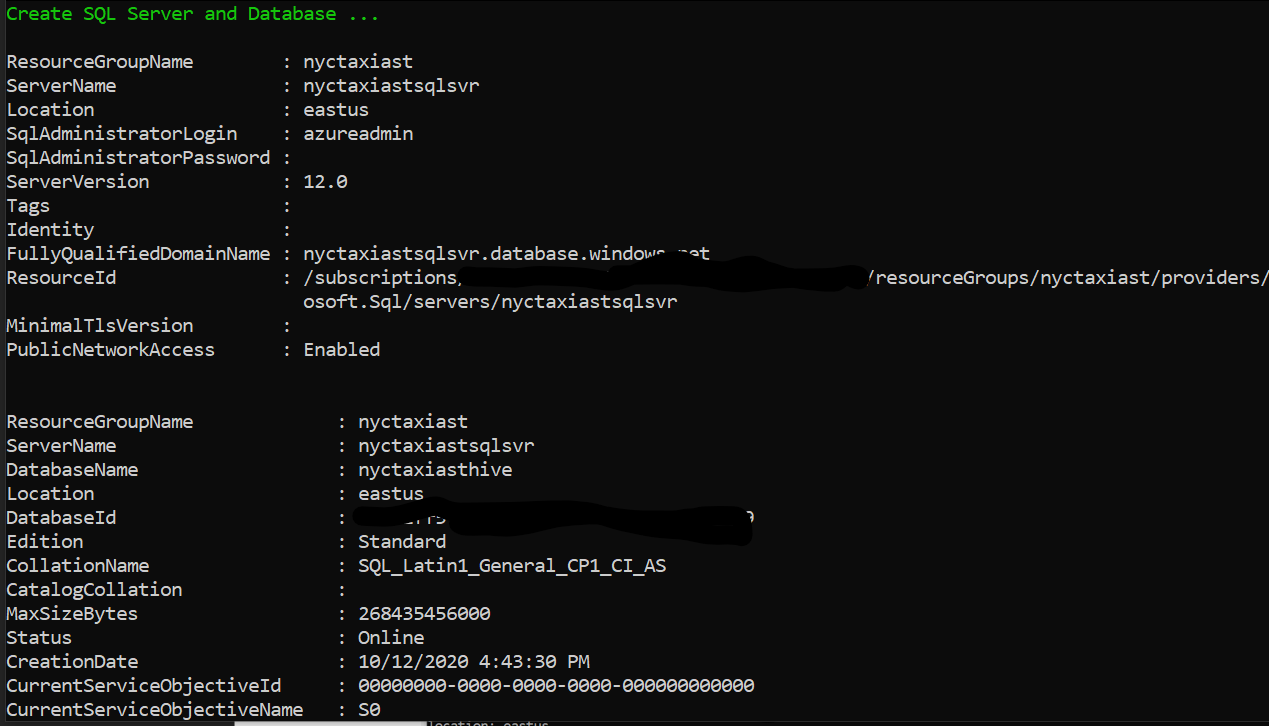 Create SQL Server and Database ...
ResourceGroupName : nyctaxiast
ServerName : nyctaxiastsqlsvr
Location : eastus
SqlAdministratorLogin : azureadmin
SqlAdministratorPassword :
ServerVersion : 12.0
Tags :
Identity :
FullyQualifiedDomainName : nyctaxiastsqlsvr.database.windows.net
ResourceId : /subscriptions/ /resourceGroups/nyctaxiast/providers/
osoft.Sql/servers/nyctaxiastsqlsvr
MinimalTlsVersion :
PublicNetworkAccess : Enabled
ResourceGroupName : nyctaxiast
ServerName : nyctaxiastsqlsvr
DatabaseName : nyctaxiasthive
Location : eastus
DatabaseId :
Edition : Standard
CollationName : SQL_Latin1_General_CP1_CI_AS
CatalogCollation :
MaxSizeBytes : 268435456000
Status : Online
CreationDate : 10/12/2020 4:43:30 PM
CurrentServiceObjectiveId : 00000000-0000-0000-0000-000000000000
CurrentServiceObjectiveName : S0
location: eastus